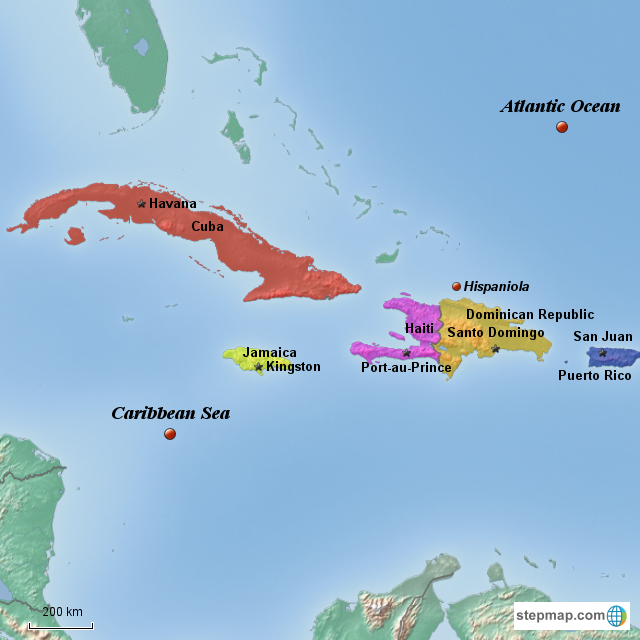 Atlantic Ocean
Havana
Cuba
Hispaniola
Dominican Republic
Haiti
Santo Domingo
San Juan
Jamaica
Kingston
Port-au-Prince
Puerto Rico
Caribbean Sea
200 km
stepmap.com